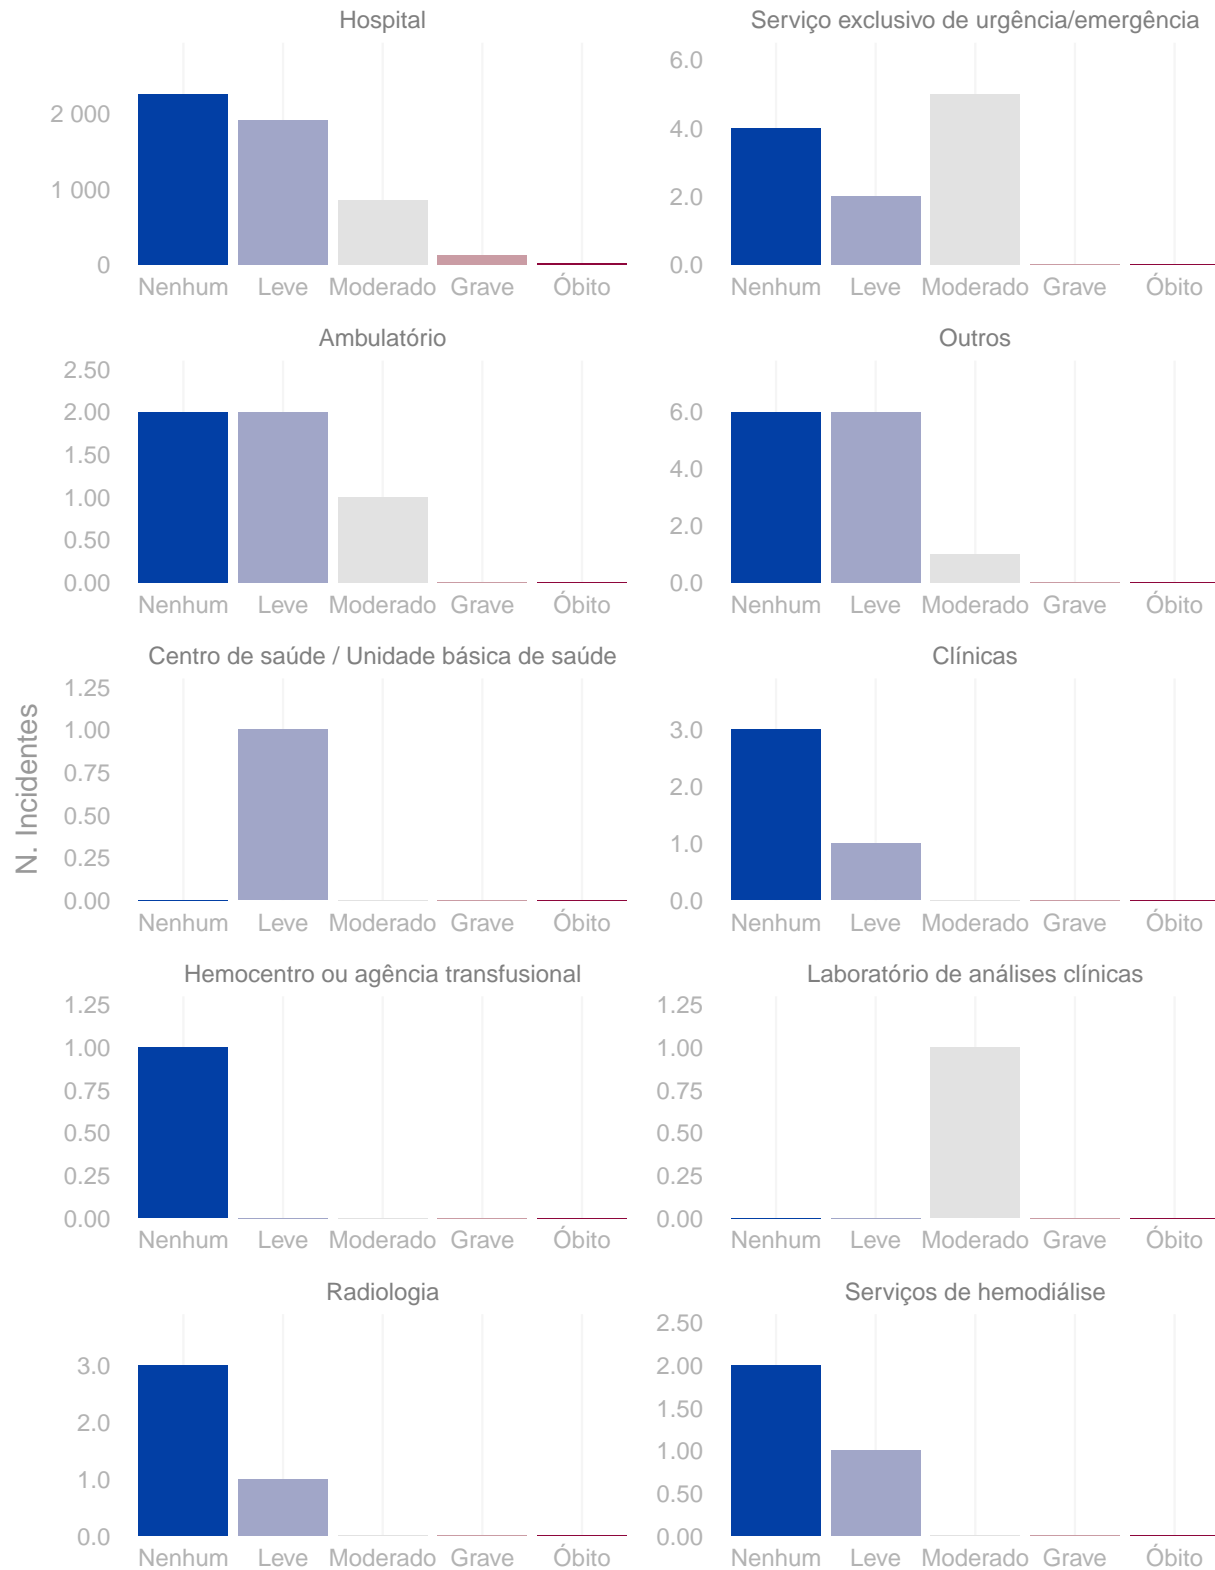 Hospital
2 000
1 000
0
Nenhum Leve Moderado Grave Óbito
Serviço exclusivo de urgência/emergência
6.0
4.0
2.0
0.0
Nenhum Leve Moderado Grave Óbito
Ambulatório
2.50
2.00
1.50
1.00
0.50
0.00
Nenhum Leve Moderado Grave Óbito
Outros
6.0
4.0
2.0
0.0
Nenhum Leve Moderado Grave Óbito
N. Incidentes
Centro de saúde / Unidade básica de saúde
1.25
1.00
0.75
0.50
0.25
0.00
Nenhum Leve Moderado Grave Óbito
Clínicas
3.0
2.0
1.0
0.0
Nenhum Leve Moderado Grave Óbito
Hemocentro ou agência transfusional
1.25
1.00
0.75
0.50
0.25
0.00
Nenhum Leve Moderado Grave Óbito
Laboratório de análises clínicas
1.25
1.00
0.75
0.50
0.25
0.00
Nenhum Leve Moderado Grave Óbito
Radiologia
3.0
2.0
1.0
0.0
Nenhum Leve Moderado Grave Óbito
Serviços de hemodiálise
2.50
2.00
1.50
1.00
0.50
0.00
Nenhum Leve Moderado Grave Óbito